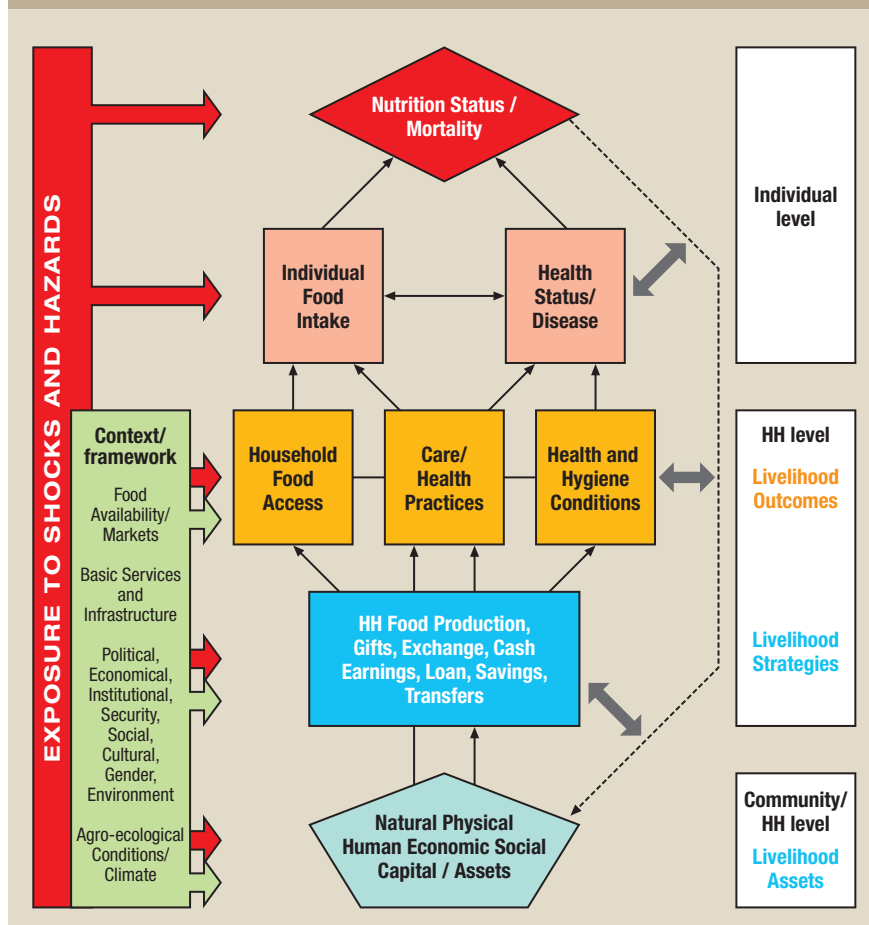 EXPOSURE TO SHOCKS AND HAZARDS
Nutrition Status /
Mortality
Individual
level
Individual
Food
Intake
Health
Status/
Disease
Context/
framework
Food
Availability/
Markets
Basic Services
and
Infrastructure
Political,
Economical,
Institutional,
Security,
Social,
Cultural,
Gender,
Environment
Agro-ecological
Conditions/
Climate
Household
Food
Access
Care/
Health
Practices
Health and
Hygiene
Conditions
HH level
Livelihood
Outcomes
HH Food Production,
Gifts, Exchange, Cash
Earnings, Loan, Savings,
Transfers
Livelihood
Strategies
Natural Physical
Human Economic Social
Capital / Assets
Community/
HH level
Livelihood
Assets